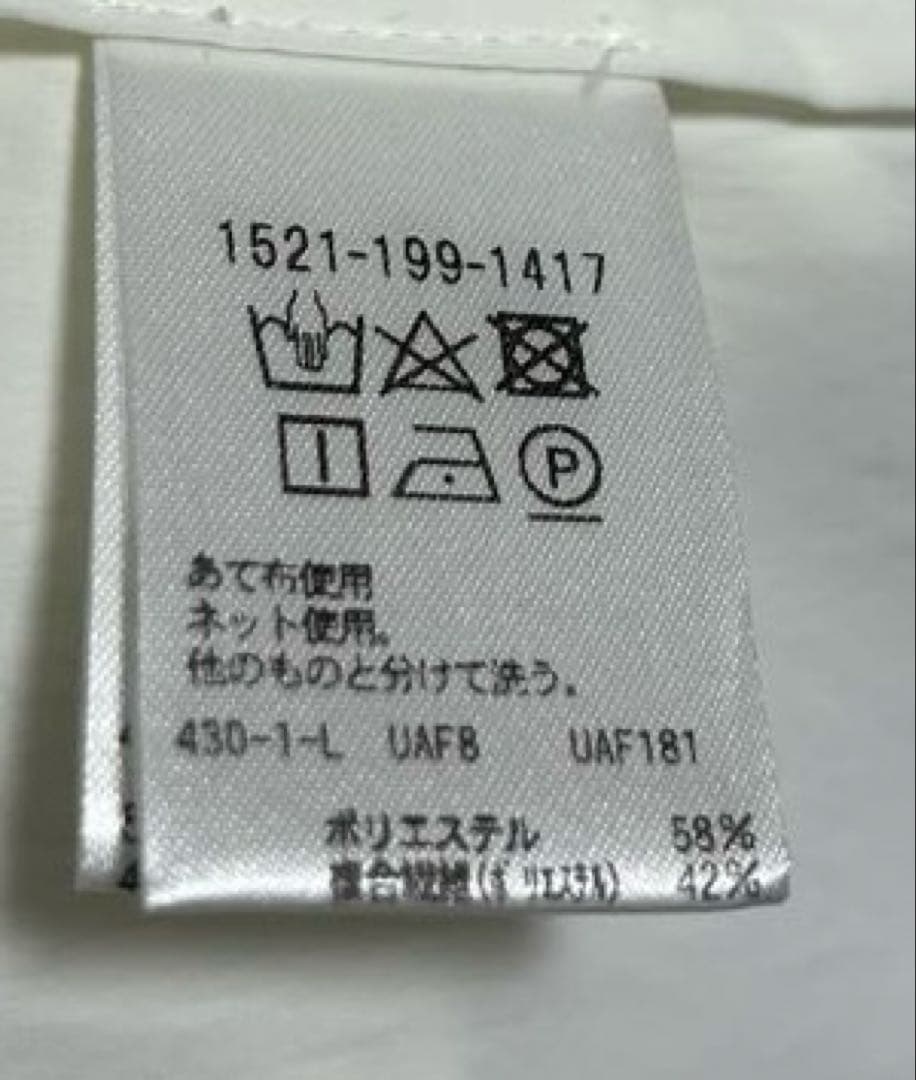 1521-199-1417
P
あて布使用
ネット使用。
他のものと分けて洗う。
430-1-L UAF8 UAF181
ポリエステル 58%
複合繊維(ポリエステル) 42%